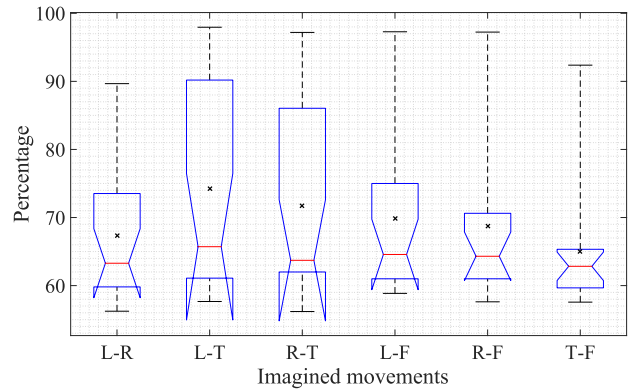 100
90
80
70
60
Percentage
L-R L-T R-T L-F R-F T-F
Imagined movements